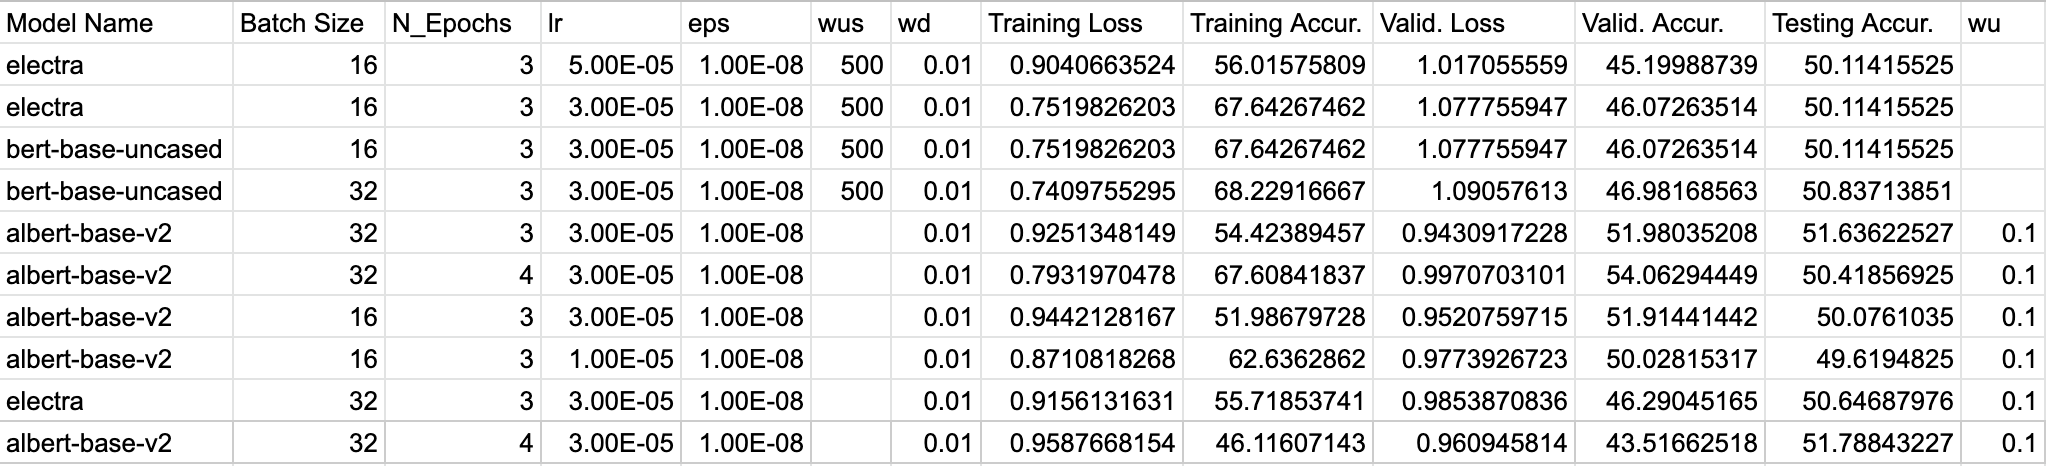 Model Name Batch Size N_Epochs lr eps wus wd Training Loss Training Accur. Valid. Loss Valid. Accur. Testing Accur. wu
electra 16 3 5.00E-05 1.00E-08 500 0.01 0.9040663524 56.01575809 1.017055559 45.19988739 50.11415525
electra 16 3 3.00E-05 1.00E-08 500 0.01 0.7519826203 67.64267462 1.077755947 46.07263514 50.11415525
bert-base-uncased 16 3 3.00E-05 1.00E-08 500 0.01 0.7519826203 67.64267462 1.077755947 46.07263514 50.11415525
bert-base-uncased 32 3 3.00E-05 1.00E-08 500 0.01 0.7409755295 68.22916667 1.09057613 46.98168563 50.83713851
albert-base-v2 32 3 3.00E-05 1.00E-08 0.01 0.9251348149 54.42389457 0.9430917228 51.98035208 51.63622527 0.1
albert-base-v2 32 4 3.00E-05 1.00E-08 0.01 0.7931970478 67.60841837 0.9970703101 54.06294449 50.41856925 0.1
albert-base-v2 16 3 3.00E-05 1.00E-08 0.01 0.9442128167 51.98679728 0.9520759715 51.91441442 50.0761035 0.1
albert-base-v2 16 3 1.00E-05 1.00E-08 0.01 0.8710818268 62.6362862 0.9773926723 50.02815317 49.6194825 0.1
electra 32 3 3.00E-05 1.00E-08 0.01 0.9156131631 55.71853741 0.9853870836 46.29045165 50.64687976 0.1
albert-base-v2 32 4 3.00E-05 1.00E-08 0.01 0.9587668154 46.11607143 0.960945814 43.51662518 51.78843227 0.1